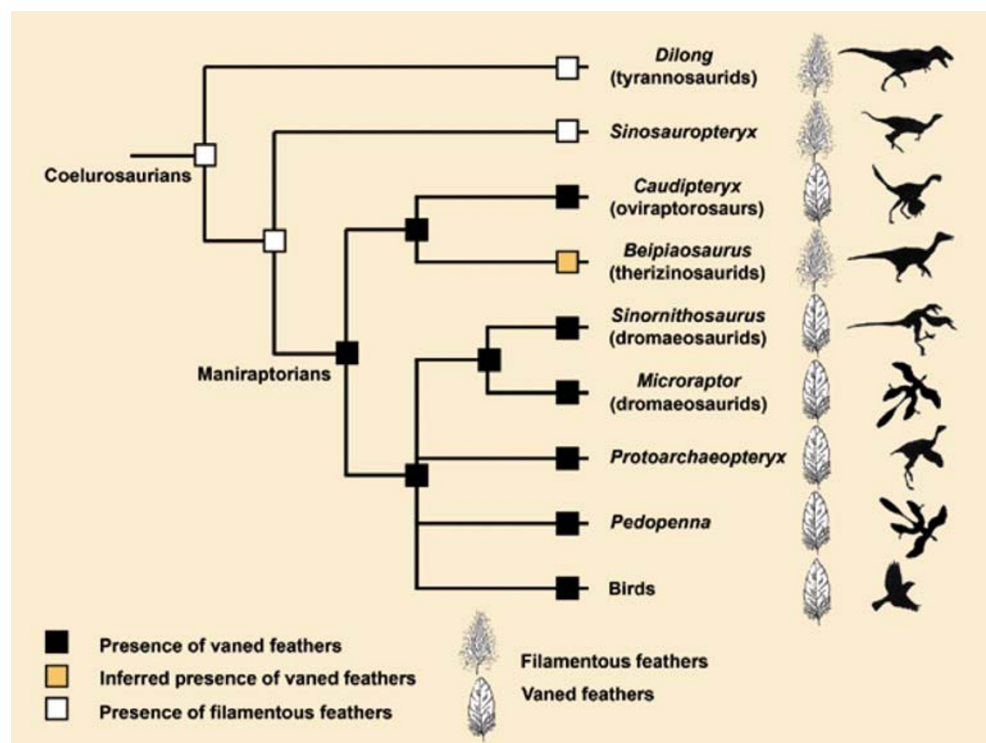 Dilong
(tyrannosaurids)
Sinosauropteryx
Coelurosaurians
Caudipteryx
(oviraptorosaurs)
Beipiaosaurus
(therizinosaurids)
Sinornithosaurus
(dromaeosaurids)
Maniraptorians
Microraptor
(dromaeosaurids)
Protoarchaeopteryx
Pedopenna
Birds
Presence of vaned feathers
Inferred presence of vaned feathers
Presence of filamentous feathers
Filamentous feathers
Vaned feathers